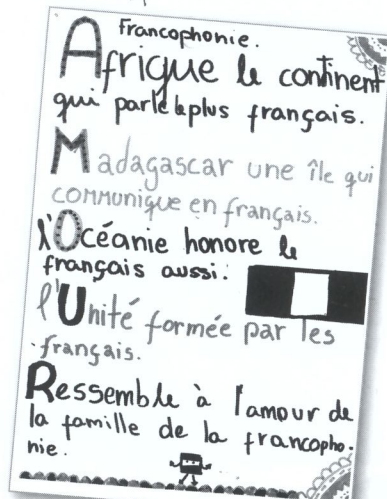 Francophonie.
Afrique le continent
qui parle le plus français.
Madagascar une île qui
communique en français.
l'Océanie honore le
français aussi.
l'Unité formée par les
français.
Ressemble à l'amour de
la famille de la francopho-
nie.